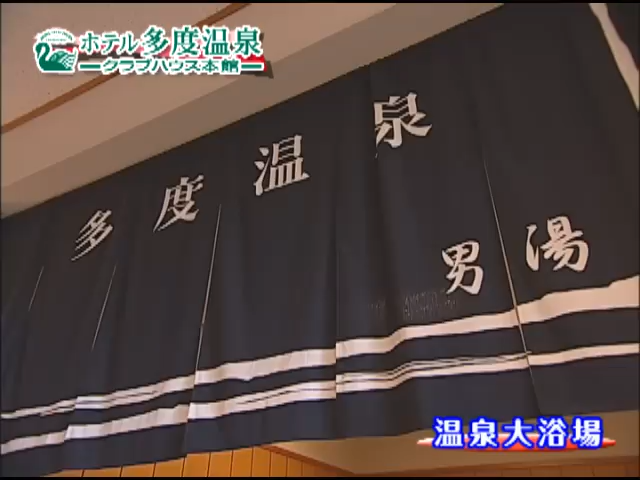 ホテル多度温泉
クラブハウス本館
多度温泉
男湯
温泉大浴場